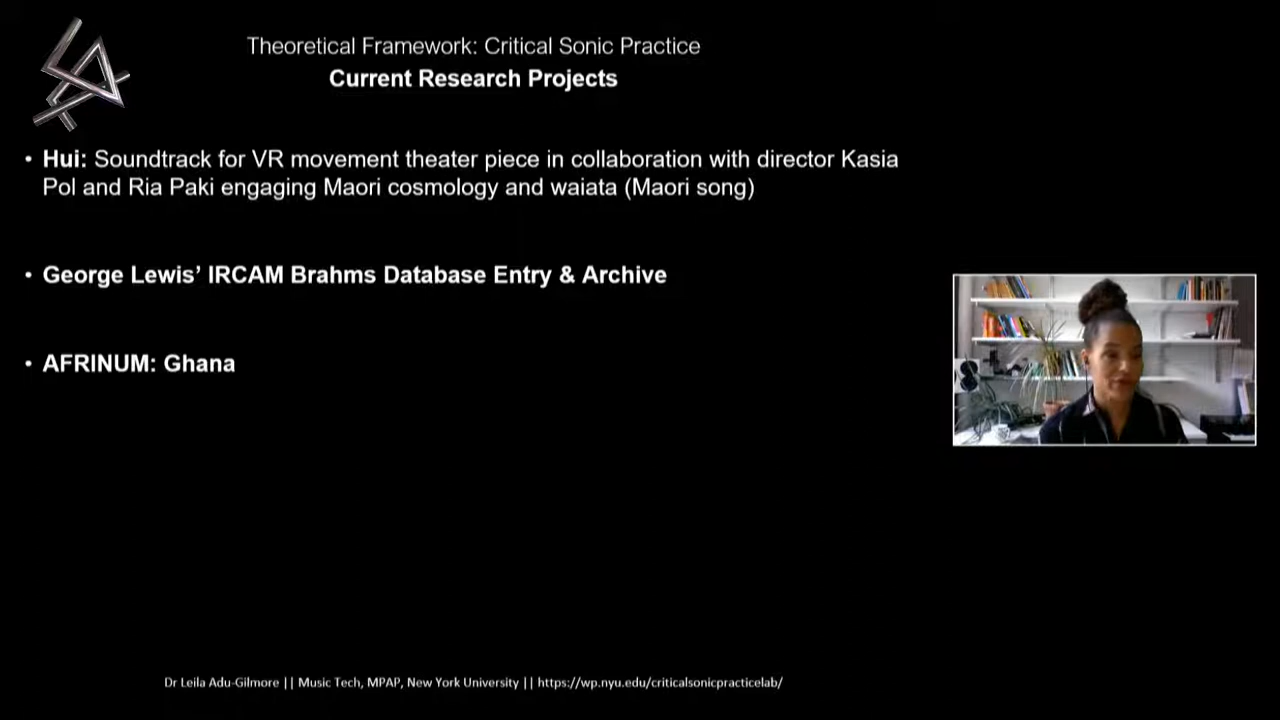 Theoretical Framework: Critical Sonic Practice
Current Research Projects
• Hui: Soundtrack for VR movement theater piece in collaboration with director Kasia
Pol and Ria Paki engaging Maori cosmology and waiata (Maori song)
• George Lewis’ IRCAM Brahms Database Entry & Archive
• AFRINUM: Ghana
Dr Leila Adu-Gilmore || Music Tech, MPAP, New York University || https://wp.nyu.edu/criticalsonicpracticelab/